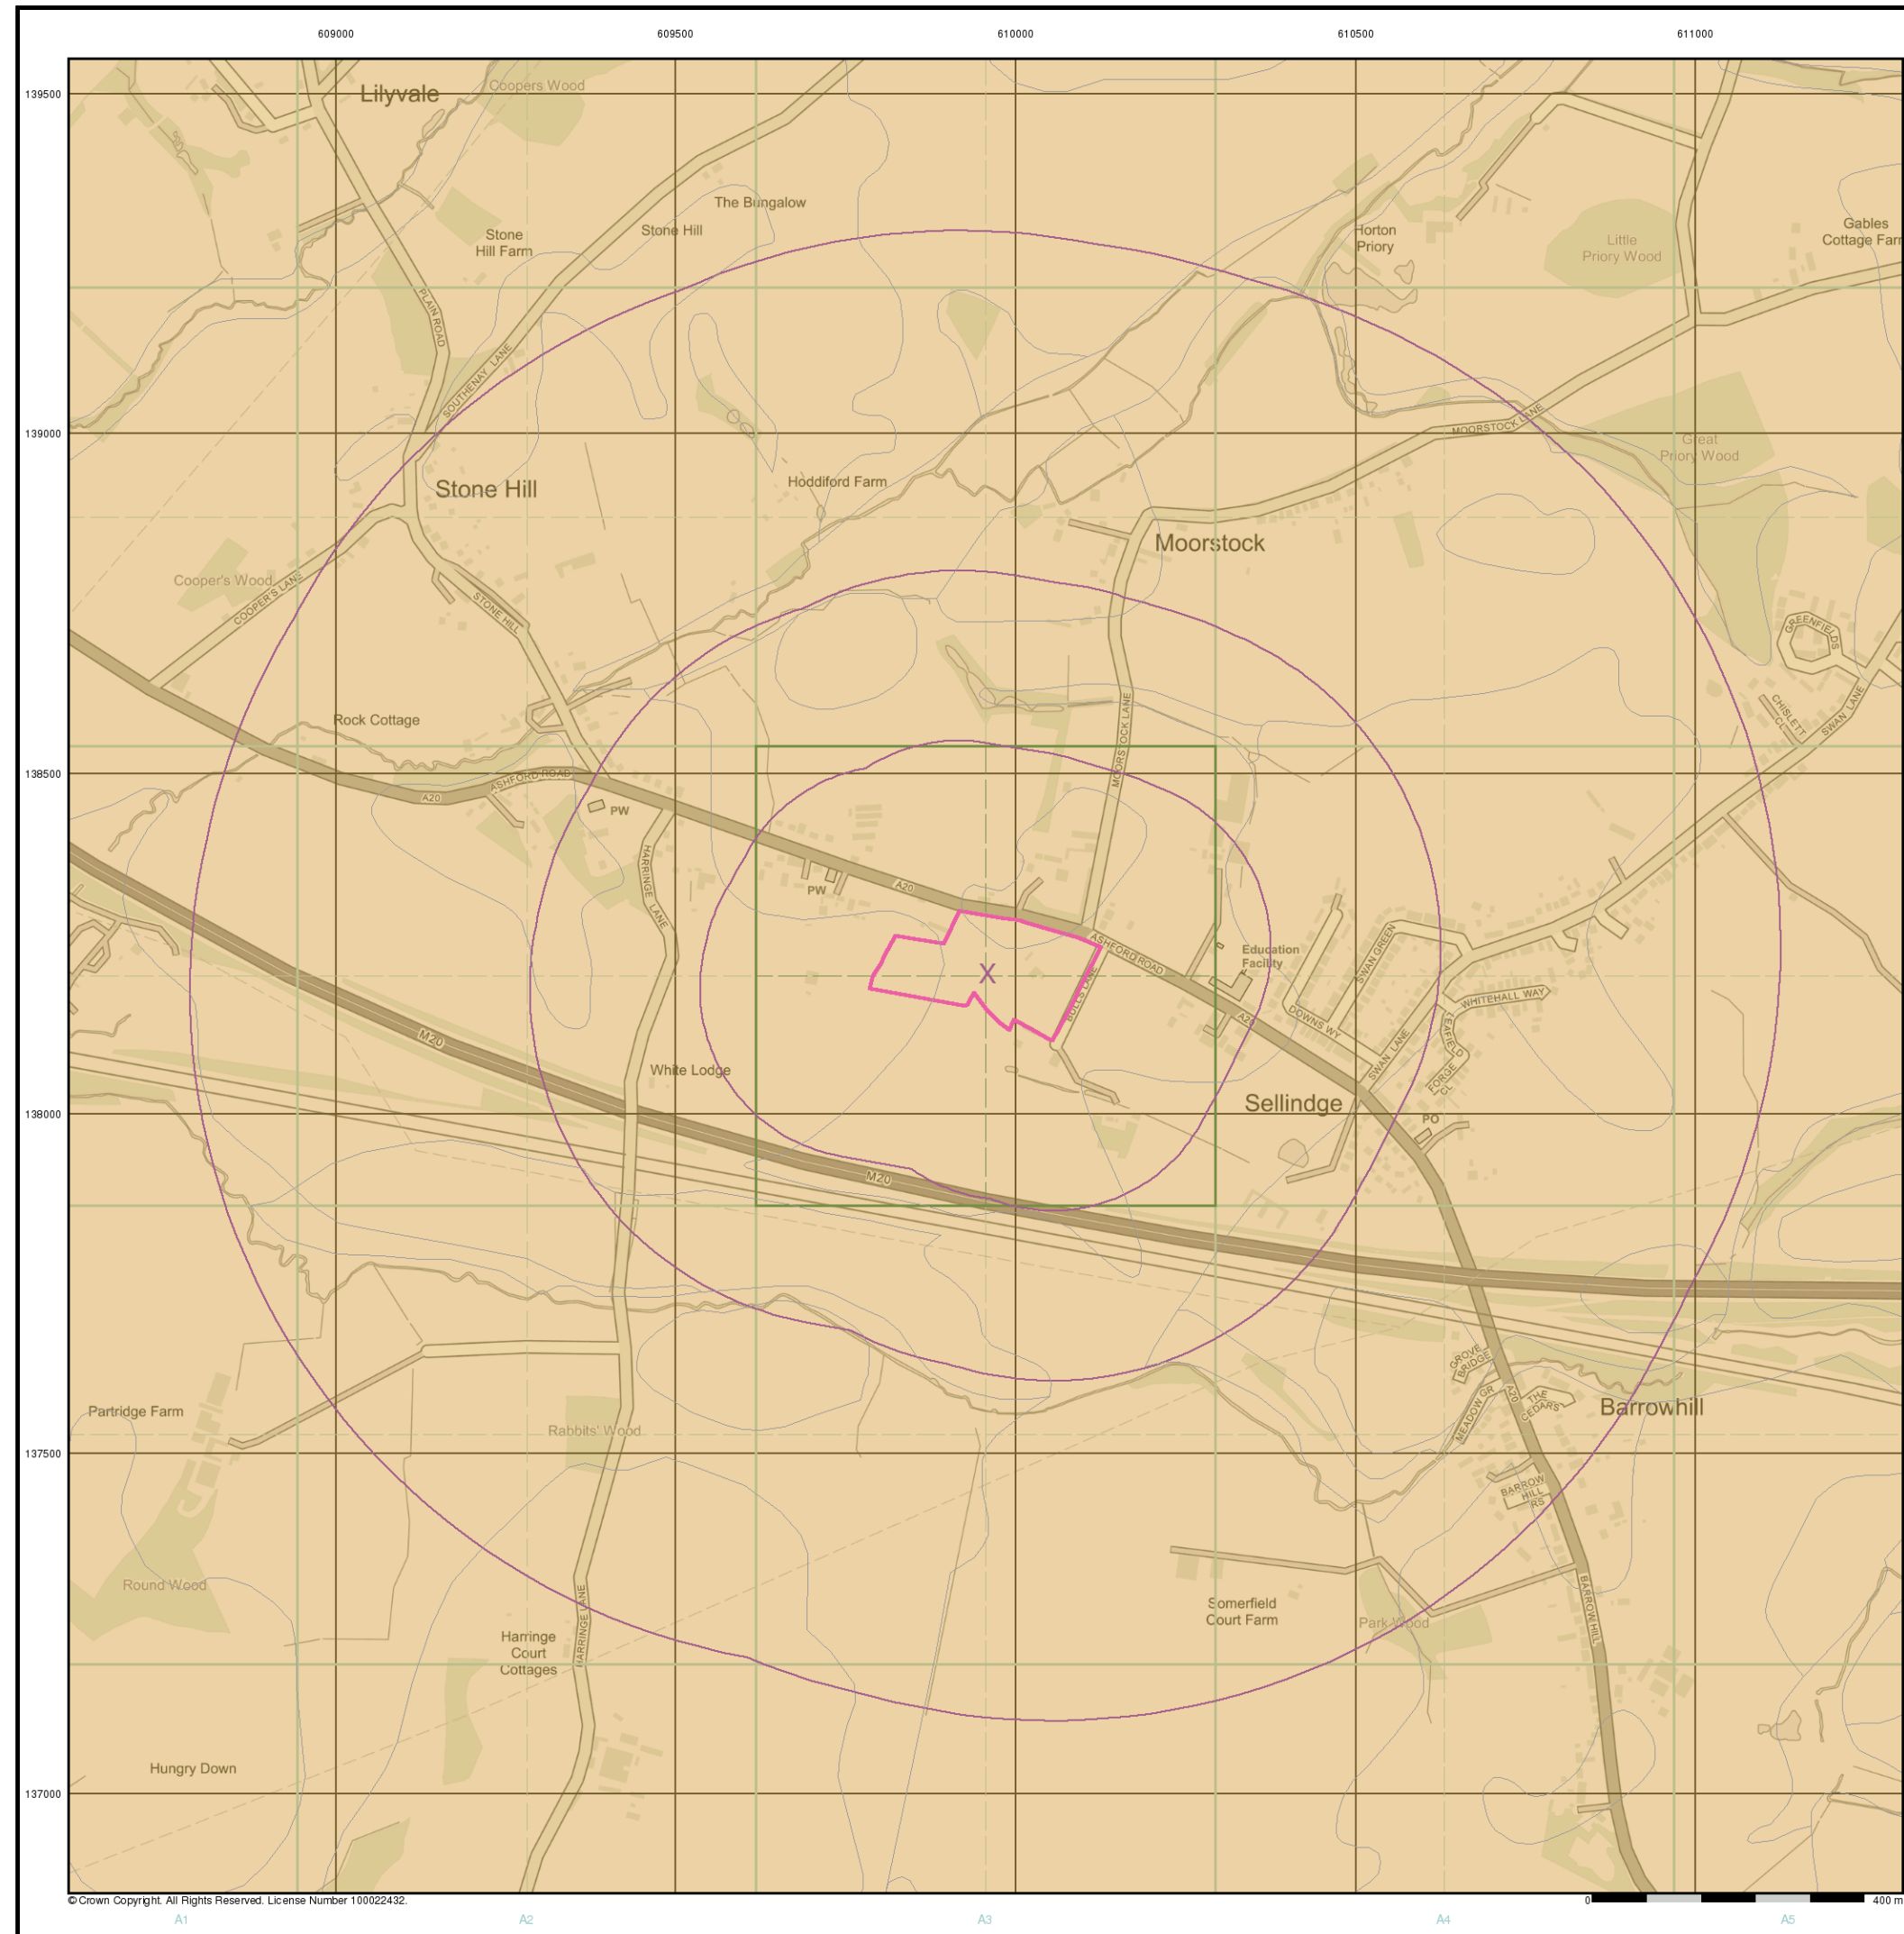 609000
609500
610000
610500
611000
139500
139000
138500
138000
137500
137000
Lilyvale
Coopers Wood
The Bungalow
Stone Hill
Stone
Hill Farm
Horton
Priory
Little
Priory Wood
Gables
Cottage Farm
PLAIN ROAD
SOUTHENAY LANE
MOORSTOCK LANE
Great
Priory Wood
Stone Hill
Hoddiford Farm
Moorstock
Cooper's Wood
COOPER'S LANE
STONE HILL
GREENFIELDS
CHISLETT
CL
SWAN LANE
Rock Cottage
MOORSTOCK LANE
ASHFORD ROAD
A20
PW
HARRINGE LANE
PW
A20
ASHFORD ROAD
Education
Facility
SWAN GREEN
X
BULLS LANE
WHITEHALL WAY
DOWNS WY
LEAFIELD
A20
SWAN LANE
M20
White Lodge
FORGE
CL
Sellindge
PO
M20
GROVE
BRIDGE
MEADOW GR
A20
THE
CEDARS
Barrowhill
Partridge Farm
Rabbits' Wood
BARROW
HILL
RS
Round Wood
HARRINGE LANE
Somerfield
Court Farm
Park Wood
BARROW HILL
Harringe
Court
Cottages
Hungry Down
© Crown Copyright. All Rights Reserved. License Number 100022432.
0
400 m
A1
A2
A3
A4
A5